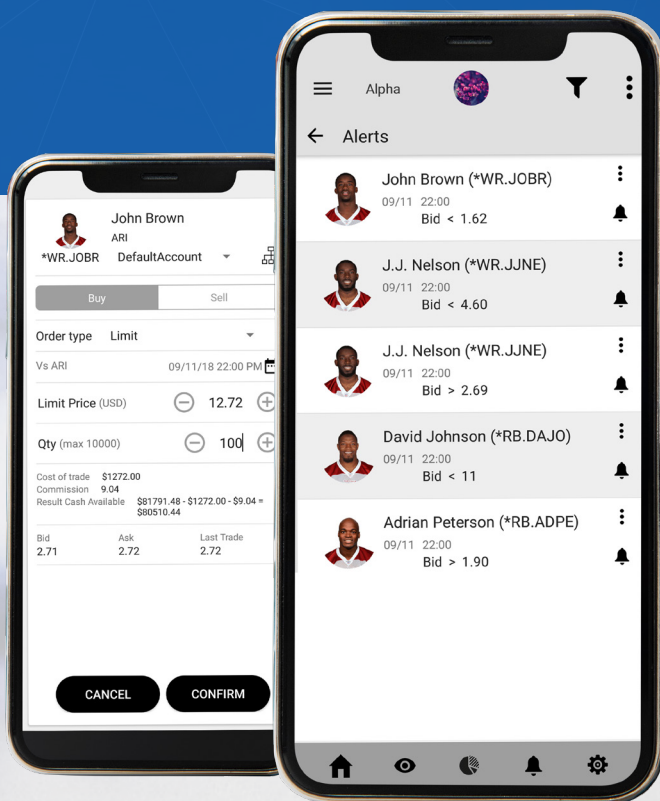 John Brown
ARI
*WR.JOBR DefaultAccount
Buy Sell
Order type Limit
Vs ARI 09/11/18 22:00 PM
Limit Price (USD) 12.72
Qty (max 10000) 100
Cost of trade $1272.00
Commission 9.04
Result Cash Available $81791.48 - $1272.00 - $9.04 =
$80510.44
Bid Ask Last Trade
2.71 2.72 2.72
CANCEL CONFIRM
Alpha
Alerts
John Brown (*WR.JOBR)
09/11 22:00
Bid < 1.62
J.J. Nelson (*WR.JJNE)
09/11 22:00
Bid < 4.60
J.J. Nelson (*WR.JJNE)
09/11 22:00
Bid > 2.69
David Johnson (*RB.DAJO)
09/11 22:00
Bid < 11
Adrian Peterson (*RB.ADPE)
09/11 22:00
Bid > 1.90